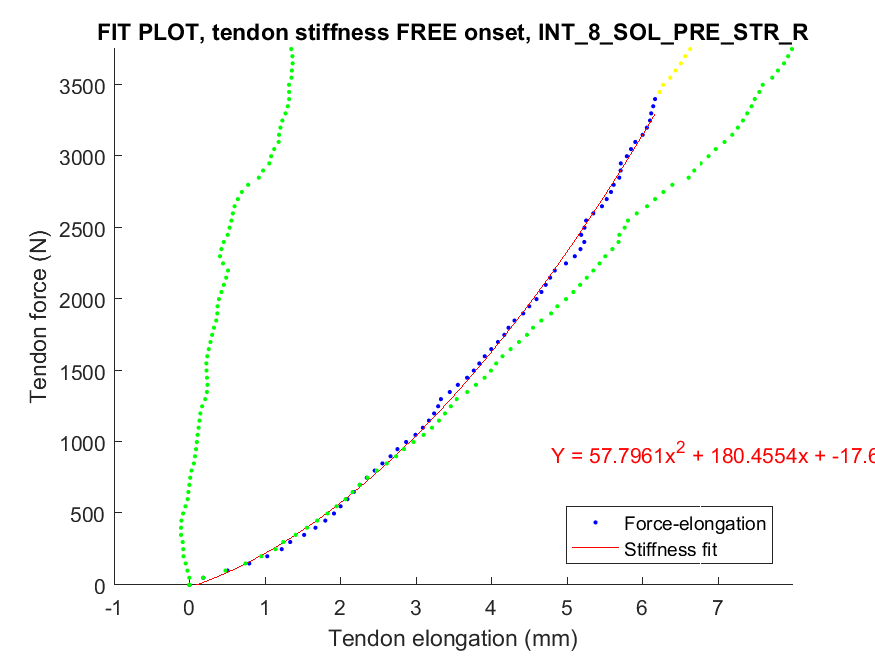 FIT PLOT, tendon stiffness FREE onset, INT_8_SOL_PRE_STR_R
3500
3000
2500
2000
1500
1000
500
0
Tendon force (N)
Y = 57.7961x² + 180.4554x + -17.6
Force-elongation
Stiffness fit
-1 0 1 2 3 4 5 6 7
Tendon elongation (mm)